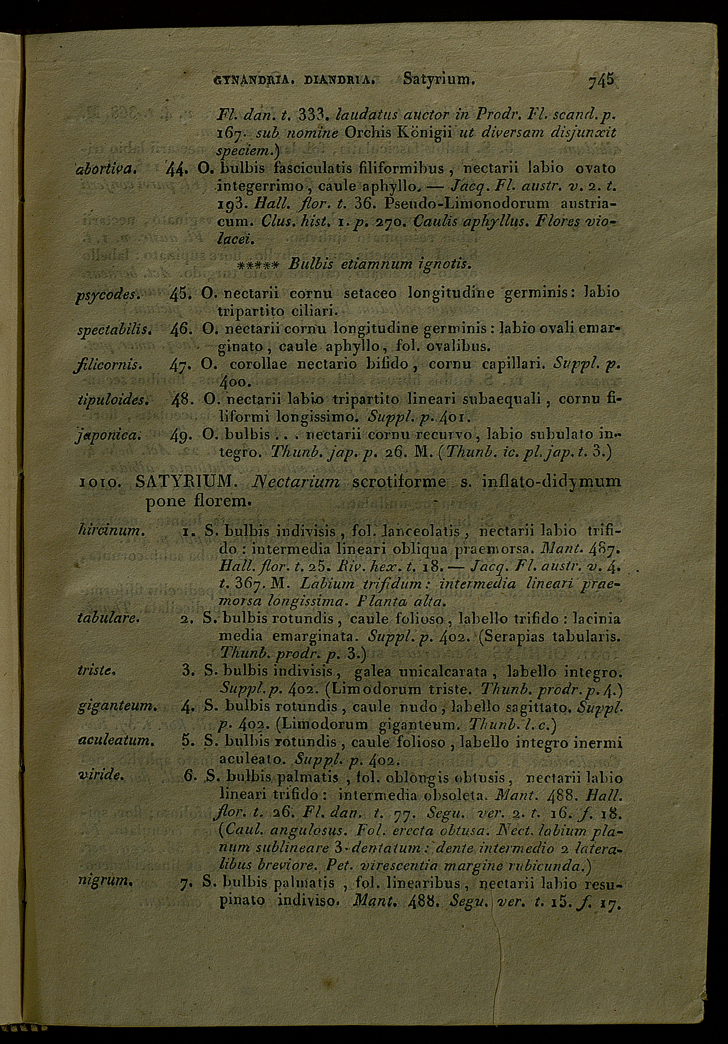 GYNANDRIA. DIANDRIA. Satyrium. 745
Fl. dan. t. 333. laudatus auctor in Prodr. Fl. scand. p.
167. sub nomine Orchis Königii ut diversam disjunxit
speciem.)
abortiva. 44. O. bulbis fasciculatis filiformibus, nectarii labio ovato
integerrimo, caule aphyllo. — Jacq. Fl. austr. v. 2. t.
193. Hall. flor. t. 36. Pseudo-Limonodorum austria-
cum. Clus. hist. 1. p. 270. Caulis aphyllus. Flores vio-
lacei.
***** Bulbis etiamnum ignotis.
psycodes. 45. O. nectarii cornu setaceo longitudine germinis: labio
tripartito ciliari.
spectabilis. 46. O. nectarii cornu longitudine germinis: labio ovali emar-
ginato, caule aphyllo, fol. ovalibus.
filicornis. 47. O. corollae nectario bifido, cornu capillari. Suppl. p.
400.
tipuloides. 48. O. nectarii labio tripartito lineari subaequali, cornu fi-
liformi longissimo. Suppl. p. 401.
japonica. 49. O. bulbis . . . nectarii cornu recurvo, labio subulato in-
tegro. Thunb. jap. p. 26. M. (Thunb. ic. pl. jap. t. 3.)
1010. SATYRIUM. Nectarium scrotiforme s. inflato-didymum
pone florem.
hircinum. 1. S. bulbis indivisis, fol. lanceolatis, nectarii labio trifi-
do: intermedia lineari obliqua praemorsa. Mant. 487.
Hall. flor. t. 25. Riv. hex. t. 18. — Jacq. Fl. austr. v. 4.
t. 367. M. Labium trifidum: intermedia lineari prae-
morsa longissima. Planta alta.
tabulare. 2. S. bulbis rotundis, caule folioso, labello trifido: lacinia
media emarginata. Suppl. p. 402. (Serapias tabularis.
Thunb. prodr. p. 3.)
triste. 3. S. bulbis indivisis, galea unicalcarata, labello integro.
Suppl. p. 402. (Limodorum triste. Thunb. prodr. p. 4.)
giganteum. 4. S. bulbis rotundis, caule nudo, labello sagittato. Suppl.
p. 402. (Limodorum giganteum. Thunb. l. c.)
aculeatum. 5. S. bulbis rotundis, caule folioso, labello integro inermi
aculeato. Suppl. p. 402.
viride. 6. S. bulbis palmatis, fol. oblongis obtusis, nectarii labio
lineari trifido: intermedia obsoleta. Mant. 488. Hall.
flor. t. 26. Fl. dan. t. 77. Segu. ver. 2. t. 16. f. 18.
(Caul. angulosus. Fol. erecta obtusa. Nect. labium pla-
num sublineare 3-dentatum: dente intermedio 2 latera-
libus breviore. Pet. virescentia margine rubicunda.)
nigrum. 7. S. bulbis palmatis, fol. linearibus, nectarii labio resu-
pinato indiviso. Mant. 488. Segu. ver. t. 15. f. 17.